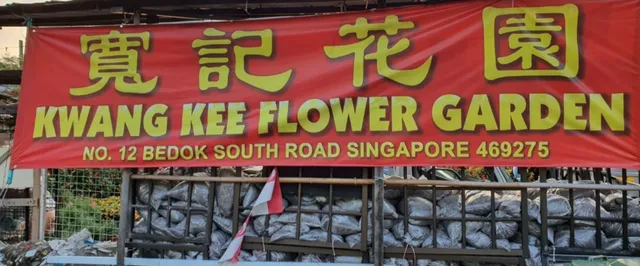 寬記花園
KWANG KEE FLOWER GARDEN
NO. 12 BEDOK SOUTH ROAD SINGAPORE 469275